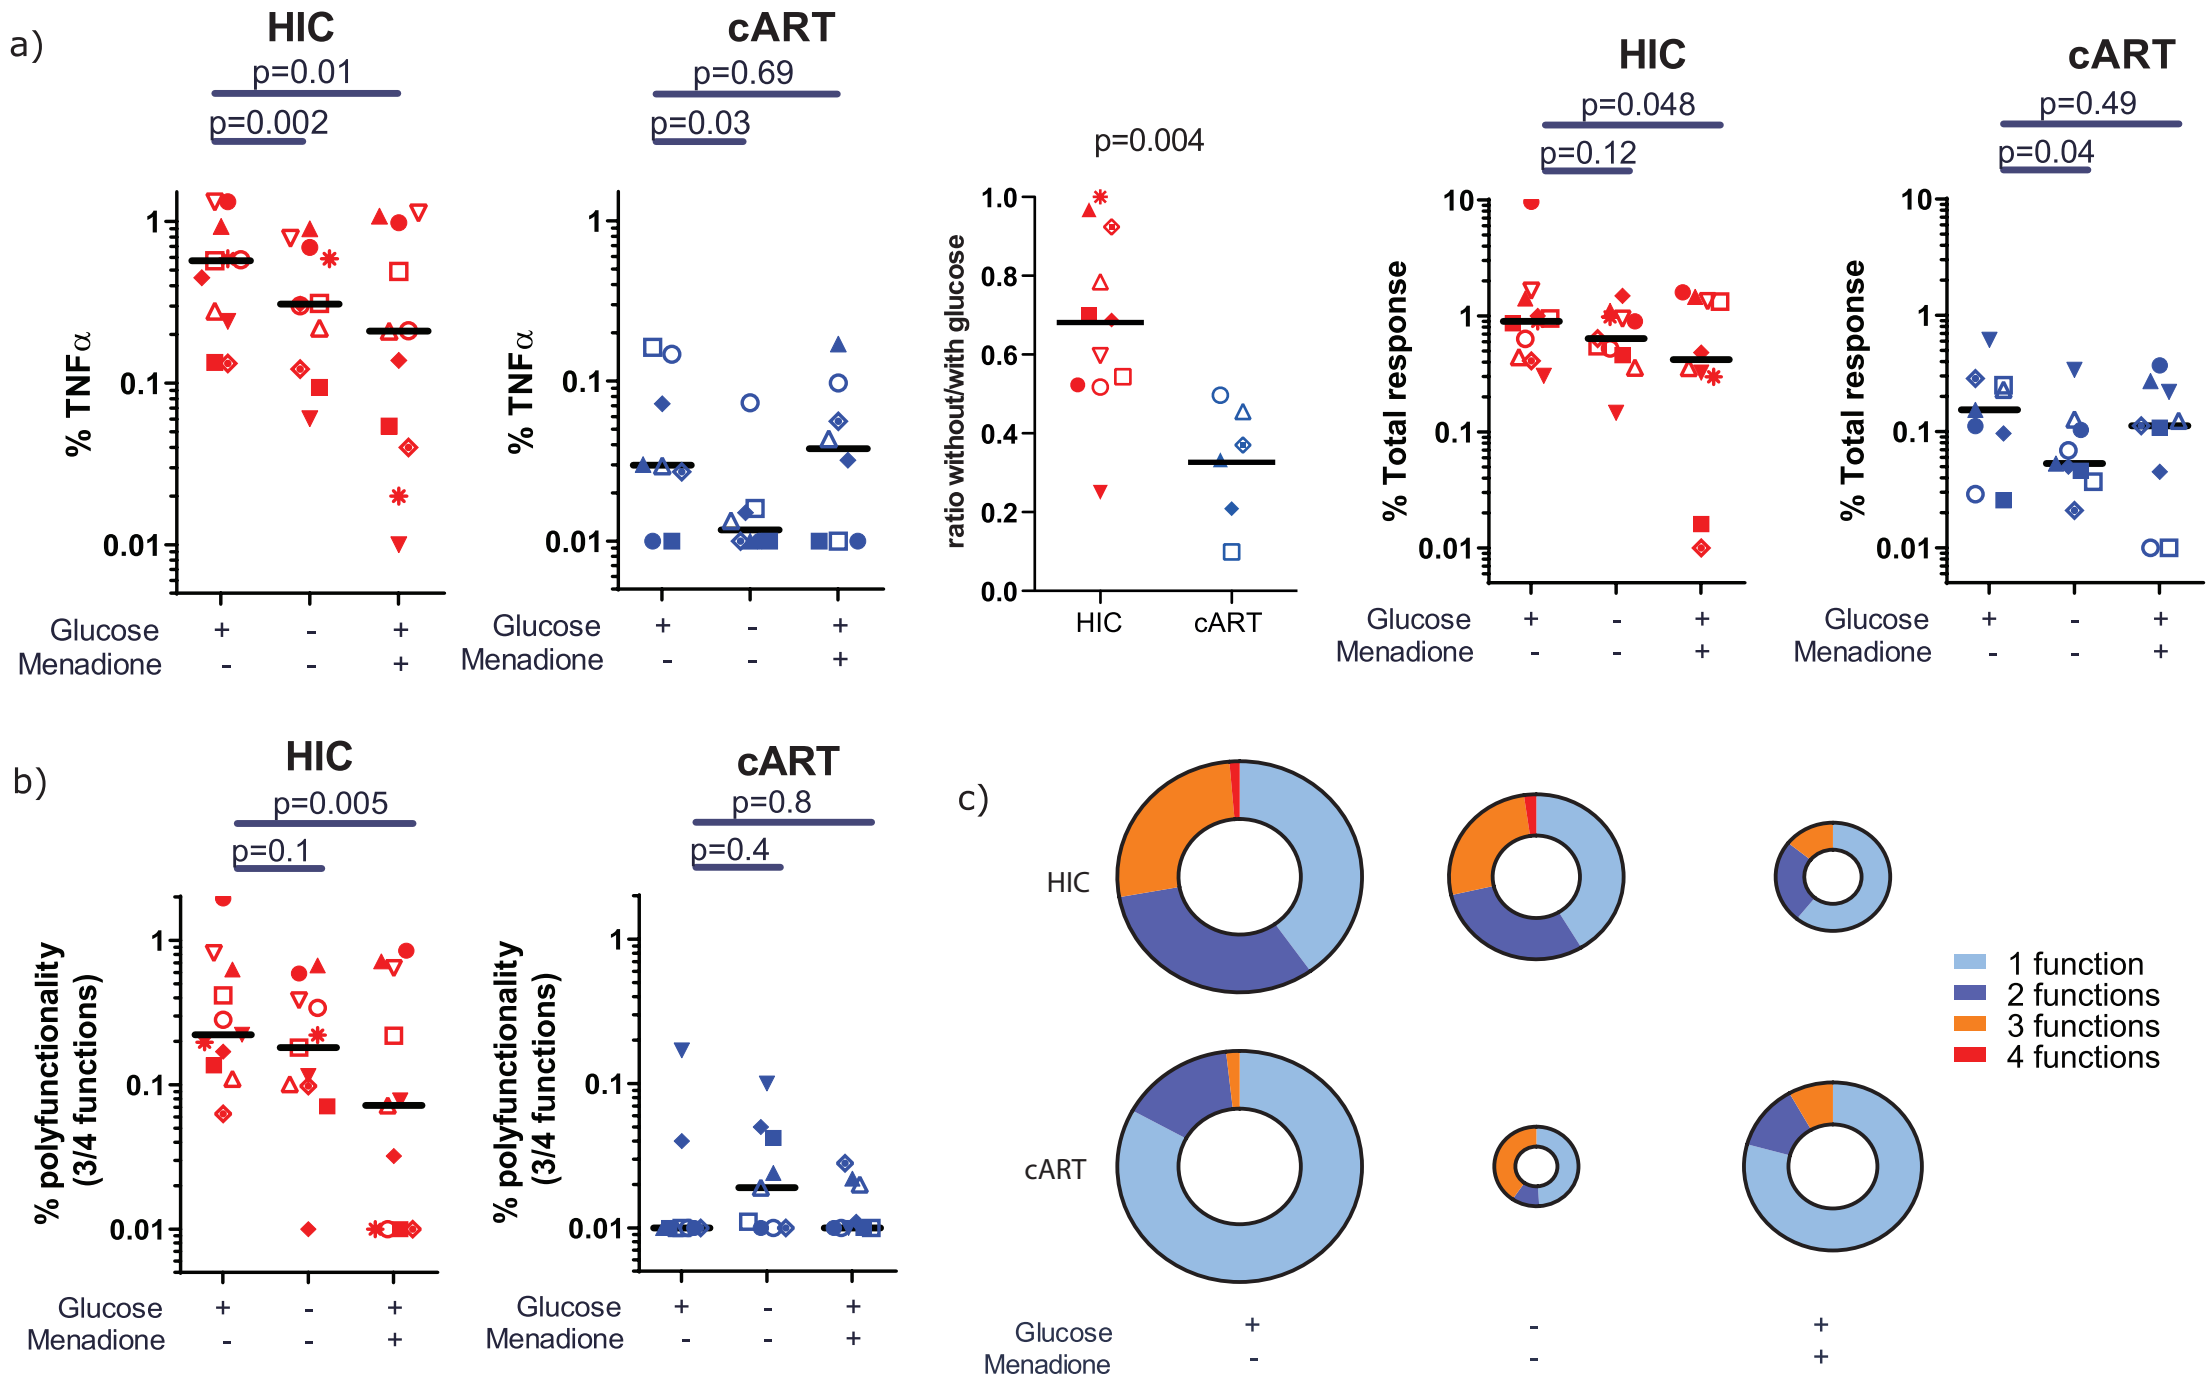 a)
HIC
p=0.01
p=0.002
% TNFα
1
0.1
0.01
Glucose + - +
Menadione - - +
cART
p=0.69
p=0.03
% TNFα
1
0.1
0.01
Glucose + - +
Menadione - - +
p=0.004
ratio without/with glucose
1.0
0.8
0.6
0.4
0.2
0.0
HIC cART
HIC
p=0.048
p=0.12
% Total response
10
1
0.1
0.01
Glucose + - +
Menadione - - +
cART
p=0.49
p=0.04
% Total response
10
1
0.1
0.01
Glucose + - +
Menadione - - +
b)
HIC
p=0.005
p=0.1
% polyfunctionality
(3/4 functions)
1
0.1
0.01
Glucose + - +
Menadione - - +
cART
p=0.8
p=0.4
% polyfunctionality
(3/4 functions)
1
0.1
0.01
Glucose + - +
Menadione - - +
c)
HIC
cART
1 function
2 functions
3 functions
4 functions
Glucose + - +
Menadione - - +